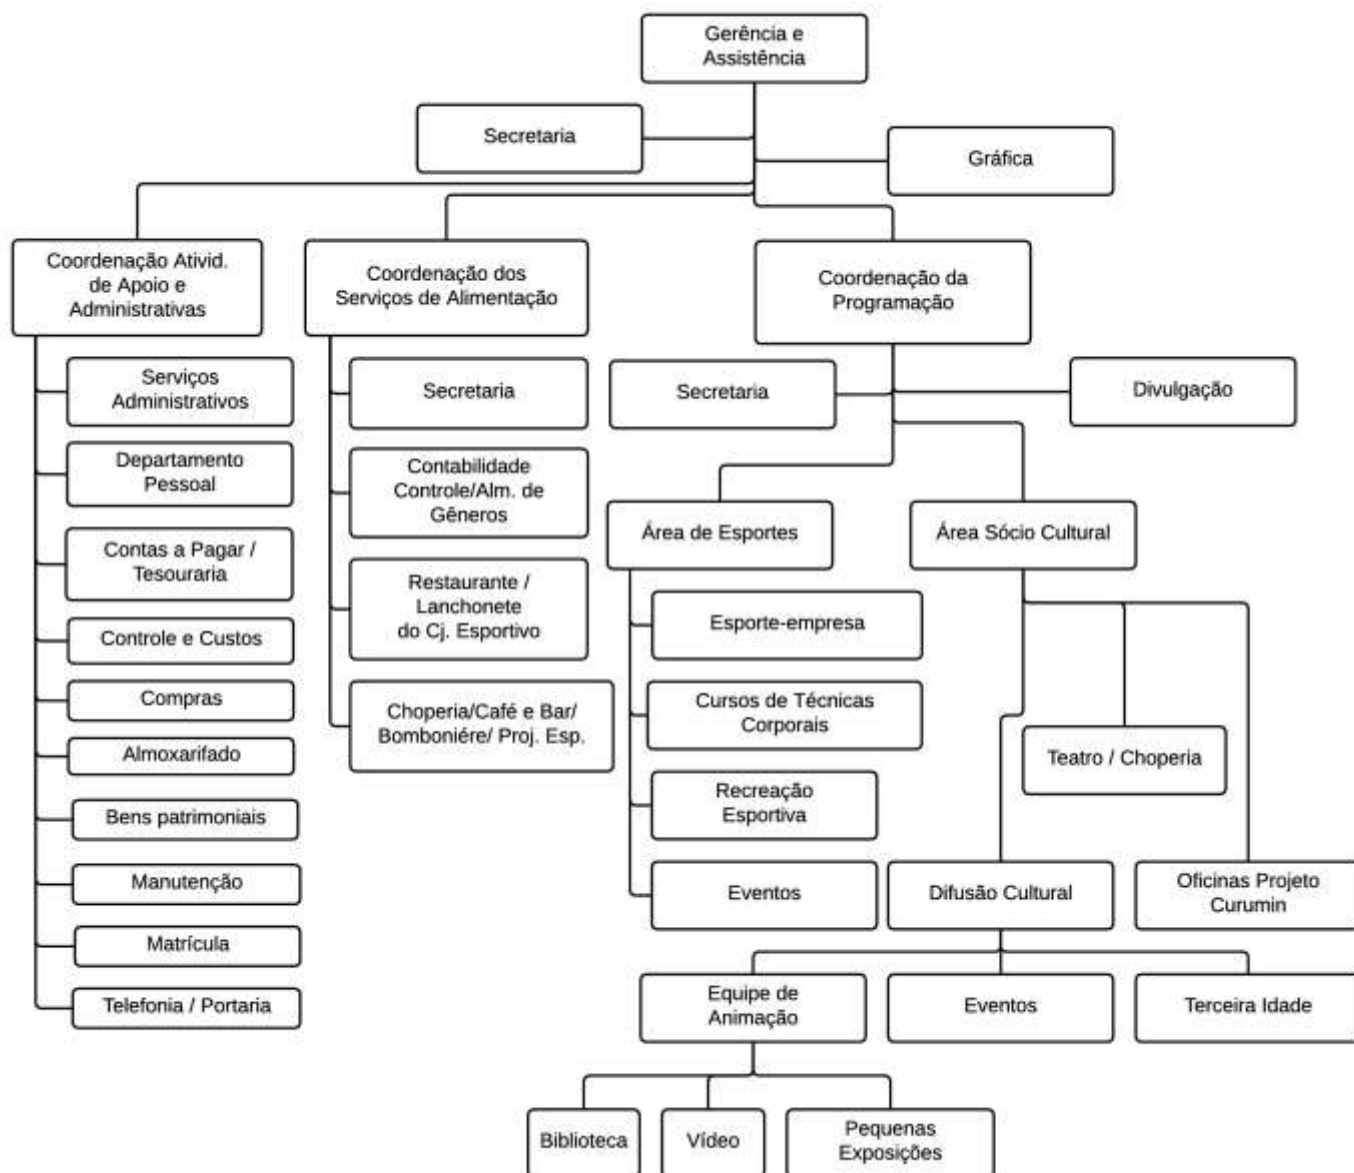 Gerência e
Assistência
Secretaria
Gráfica
Coordenação Ativid.
de Apoio e
Administrativas
Coordenação dos
Serviços de Alimentação
Coordenação da
Programação
Serviços
Administrativos
Departamento
Pessoal
Contas a Pagar /
Tesouraria
Controle e Custos
Compras
Almoxarifado
Bens patrimoniais
Manutenção
Matrícula
Telefonia / Portaria
Secretaria
Contabilidade
Controle/Alm. de
Gêneros
Restaurante /
Lanchonete
do Cj. Esportivo
Choperia/Café e Bar/
Bomboniére/ Proj. Esp.
Secretaria
Divulgação
Área de Esportes
Área Sócio Cultural
Esporte-empresa
Cursos de Técnicas
Corporais
Recreação
Esportiva
Eventos
Teatro / Choperia
Difusão Cultural
Oficinas Projeto
Curumin
Equipe de
Animação
Eventos
Terceira Idade
Biblioteca
Vídeo
Pequenas
Exposições